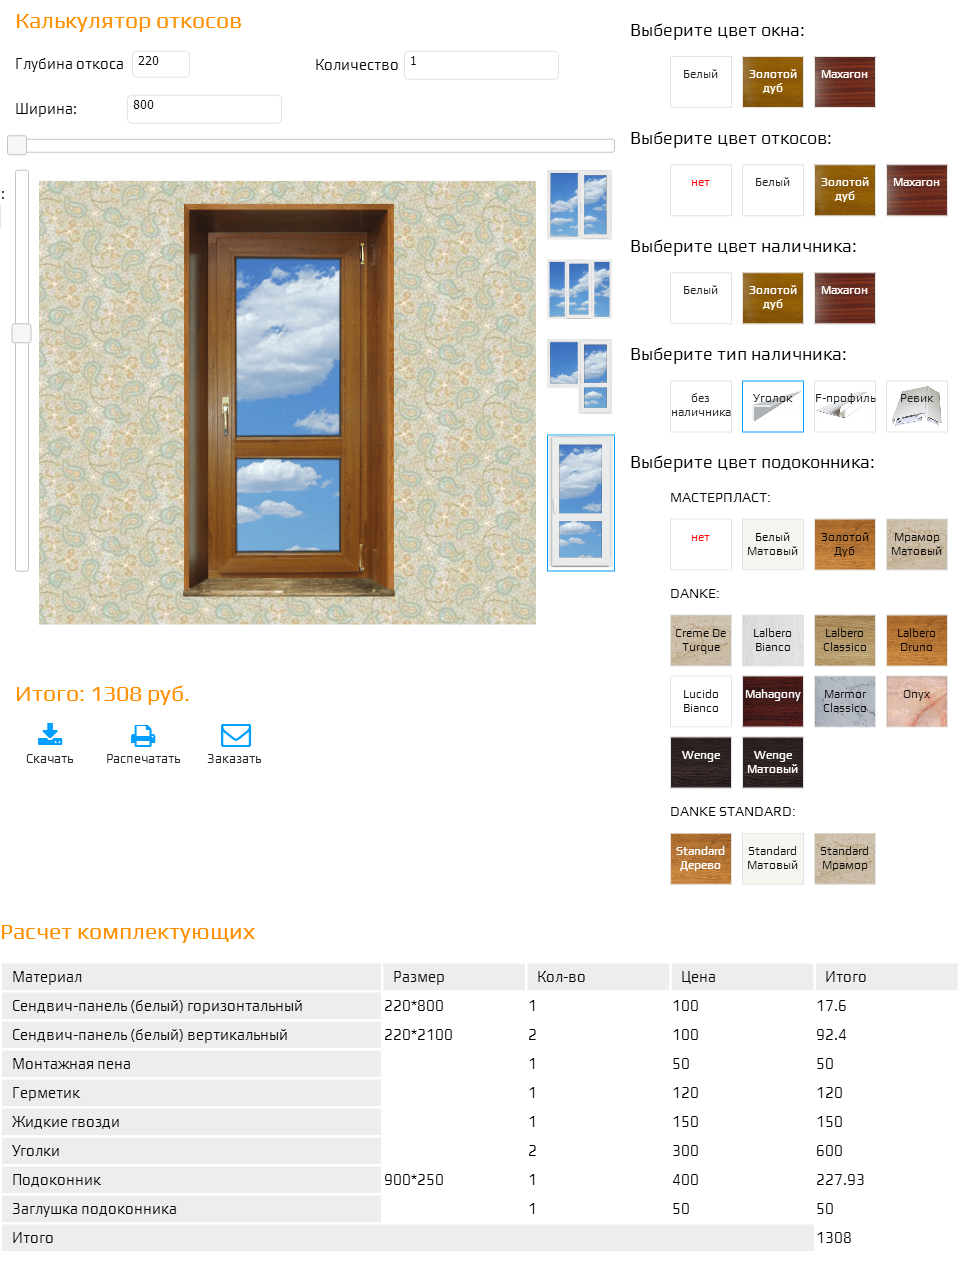 Калькулятор откосов
Глубина откоса 220 Количество 1
Ширина: 800
:
Итого: 1308 руб.
Скачать Распечатать Заказать
Выберите цвет окна:
Белый Золотой дуб Махагон
Выберите цвет откосов:
нет Белый Золотой дуб Махагон
Выберите цвет наличника:
Белый Золотой дуб Махагон
Выберите тип наличника:
без наличника Уголок F-профиль Ревик
Выберите цвет подоконника:
МАСТЕРПЛАСТ:
нет Белый Матовый Золотой Дуб Мрамор Матовый
DANKE:
Creme De Turque Lalbero Bianco Lalbero Classico Lalbero Druno
Lucido Bianco Mahagony Marmor Classico Onyx
Wenge Wenge Матовый
DANKE STANDARD:
Standard Дерево Standard Матовый Standard Мрамор
Расчет комплектующих
Материал Размер Кол-во Цена Итого
Сендвич-панель (белый) горизонтальный 220*800 1 100 17.6
Сендвич-панель (белый) вертикальный 220*2100 2 100 92.4
Монтажная пена 1 50 50
Герметик 1 120 120
Жидкие гвозди 1 150 150
Уголки 2 300 600
Подоконник 900*250 1 400 227.93
Заглушка подоконника 1 50 50
Итого 1308